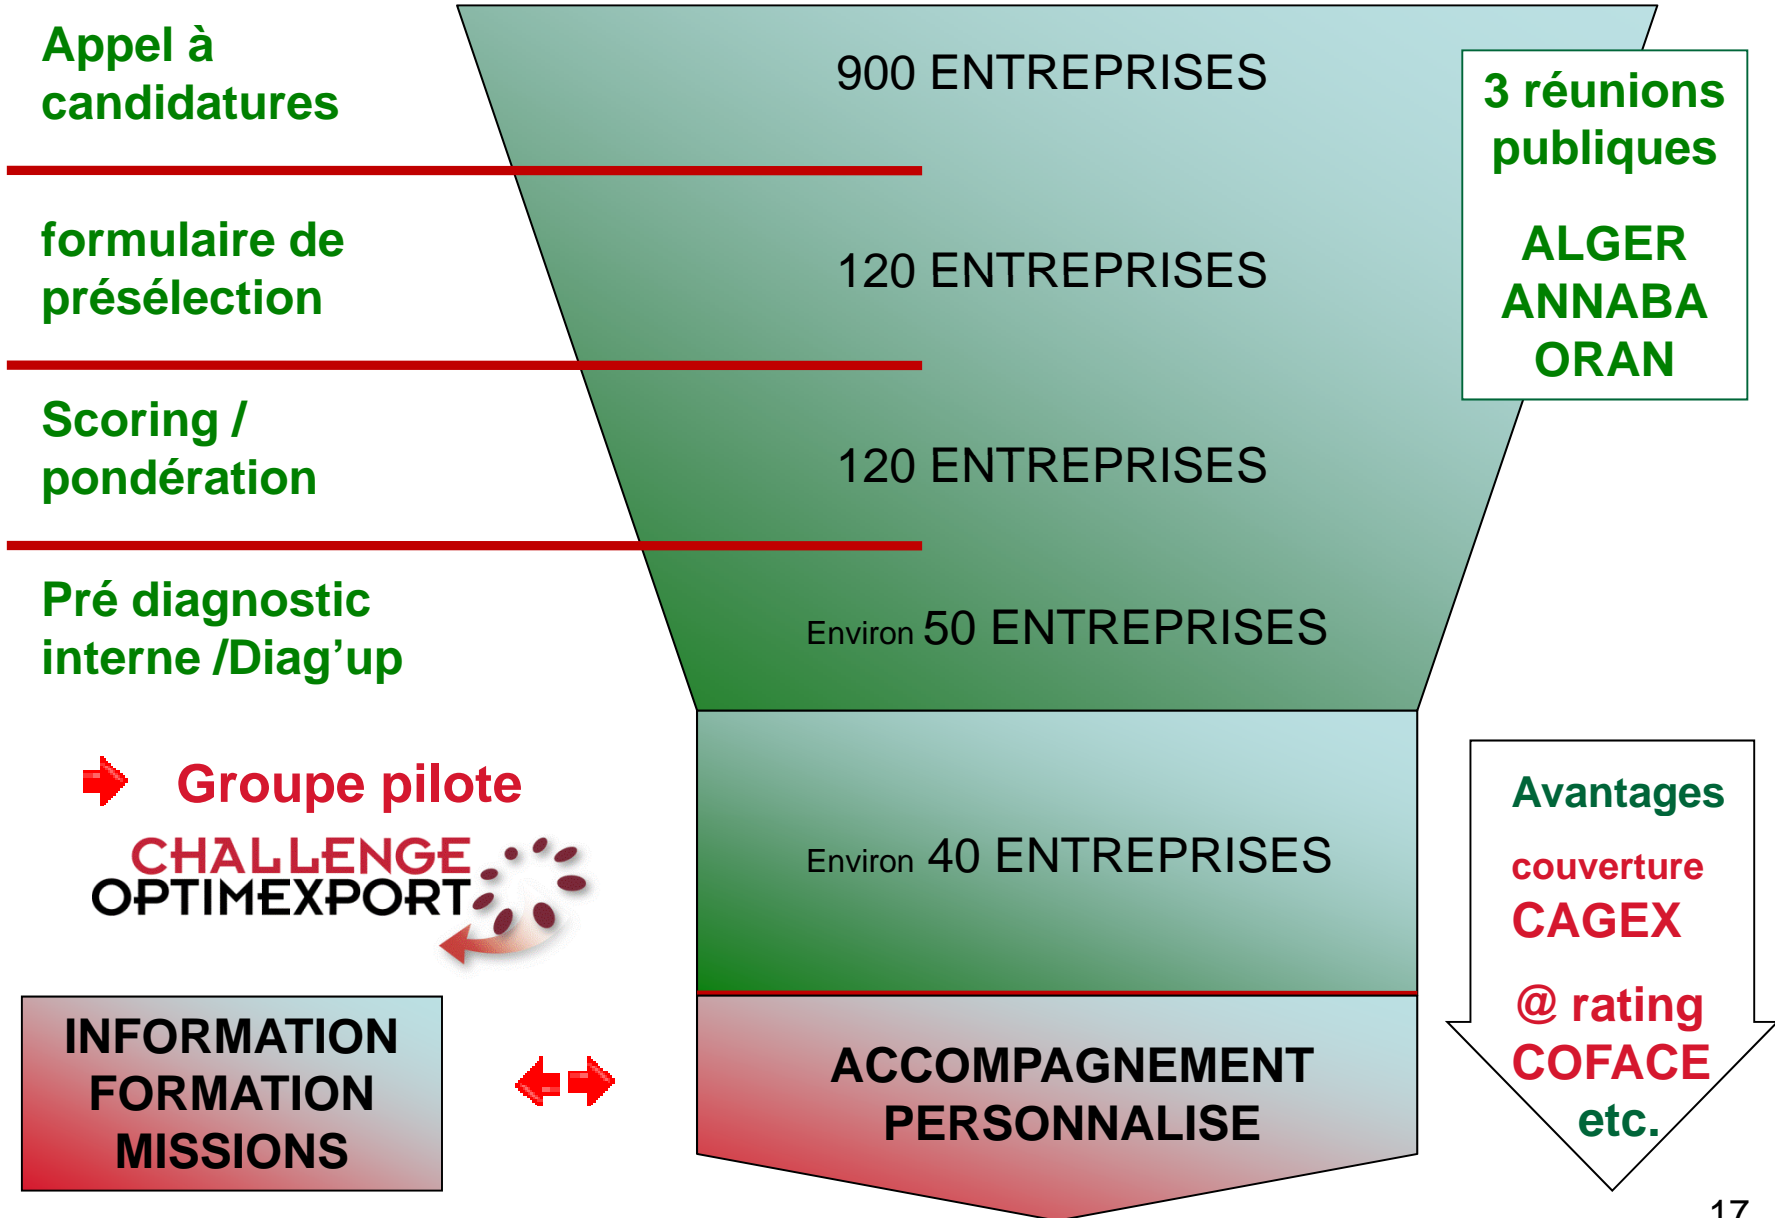 Appel à
candidatures
900 ENTREPRISES
3 réunions
publiques
ALGER
ANNABA
ORAN
formulaire de
présélection
120 ENTREPRISES
Scoring /
pondération
120 ENTREPRISES
Pré diagnostic
interne /Diag’up
Environ 50 ENTREPRISES
Groupe pilote
CHALLENGE
OPTIMEXPORT
Environ 40 ENTREPRISES
Avantages
couverture
CAGEX
@ rating
COFACE
etc.
INFORMATION
FORMATION
MISSIONS
ACCOMPAGNEMENT
PERSONNALISE
17